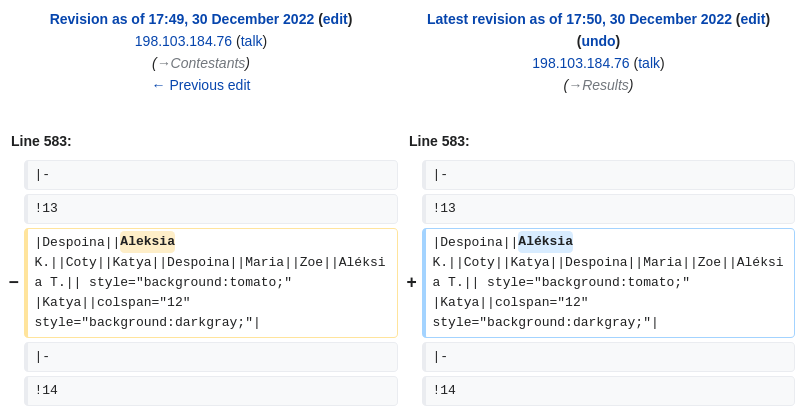 Revision as of 17:49, 30 December 2022 (edit)
198.103.184.76 (talk)
(→Contestants)
← Previous edit
Latest revision as of 17:50, 30 December 2022 (edit)
(undo)
198.103.184.76 (talk)
(→Results)
Line 583:
|-
!13
− |Despoina||Aleksia
K.||Coty||Katya||Despoina||Maria||Zoe||Aléksi
a T.|| style="background:tomato;"
|Katya||colspan="12"
style="background:darkgray;"|
|-
!14
Line 583:
|-
!13
+ |Despoina||Aléksia
K.||Coty||Katya||Despoina||Maria||Zoe||Aléksi
a T.|| style="background:tomato;"
|Katya||colspan="12"
style="background:darkgray;"|
|-
!14